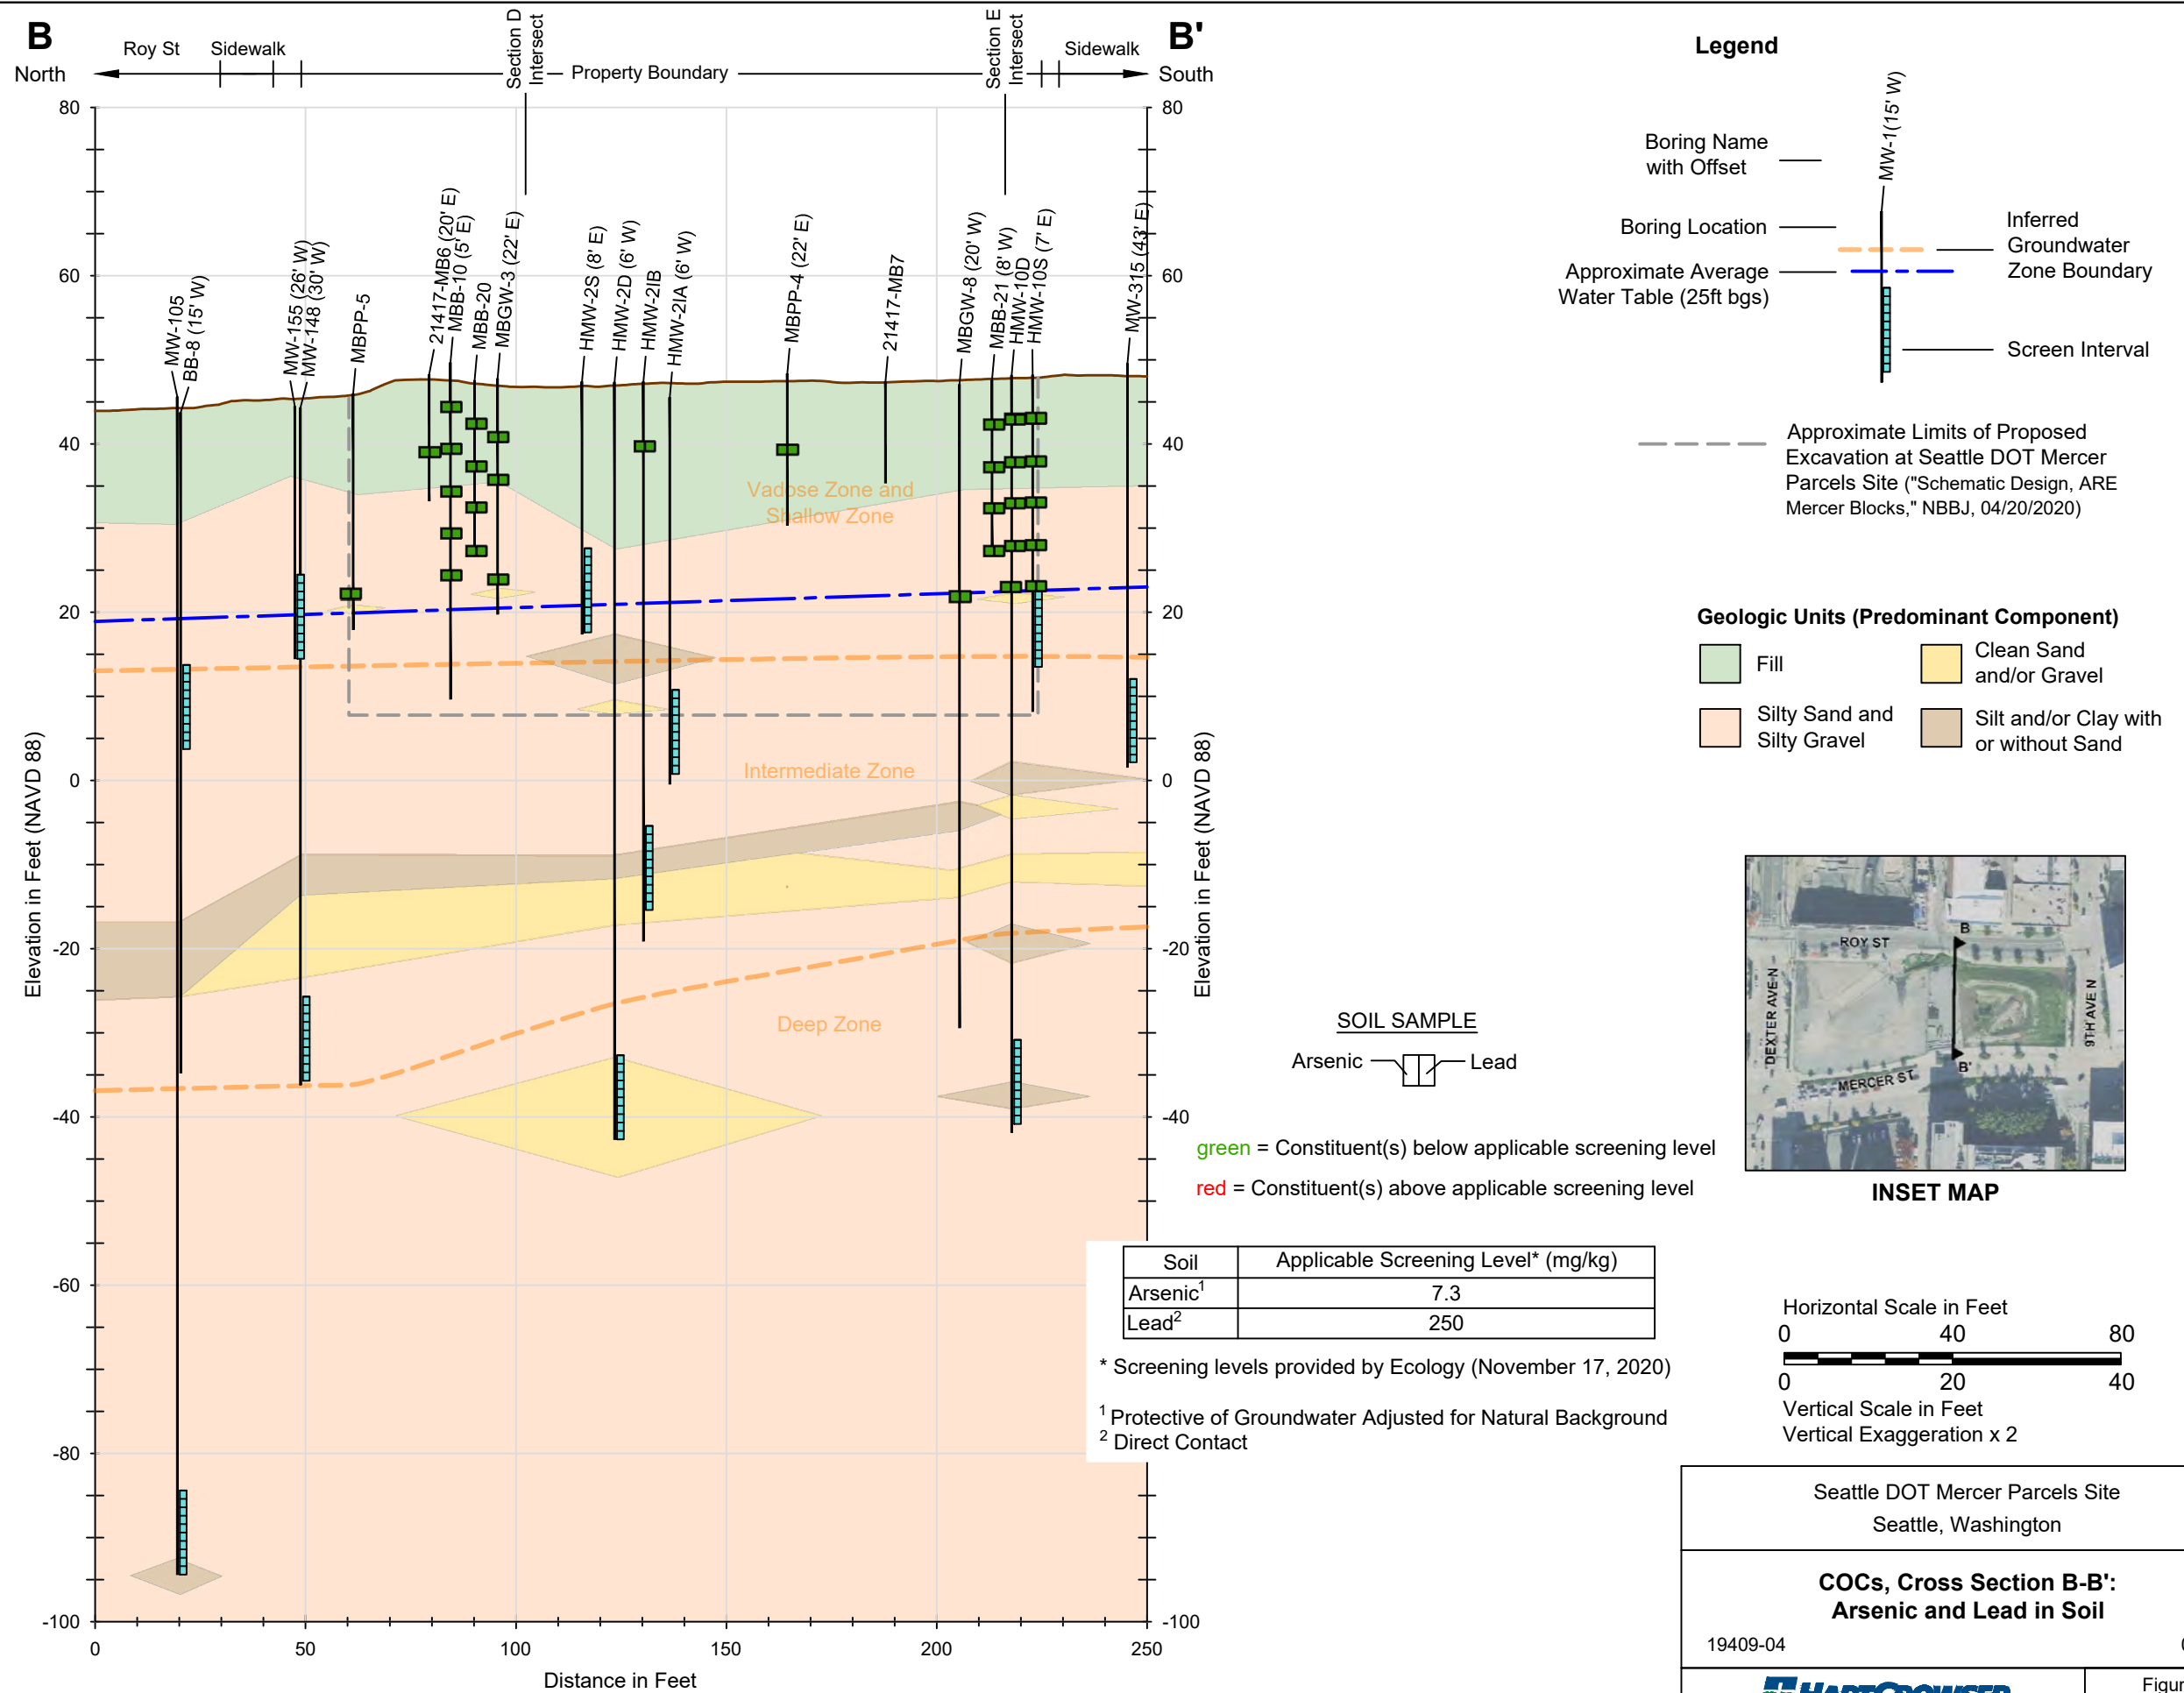 B
B'
Roy St
Sidewalk
Section D
Intersect
Property Boundary
Section E
Intersect
Sidewalk
North
South
80
60
40
20
0
-20
-40
-60
-80
-100
Elevation in Feet (NAVD 88)
MW-105
BB-8 (15' W)
MW-155 (26' W)
MW-148 (30' W)
MBPP-5
21417-MB6 (20' E)
MBB-10 (5' E)
MBB-20
MBGW-3 (22' E)
HMW-2S (8' E)
HMW-2D (6' W)
HMW-2IB
HMW-2IA (6' W)
MBPP-4 (22' E)
21417-MB7
MBGW-8 (20' W)
MBB-21 (8' W)
HMW-10D
HMW-10S (7' E)
MW-315 (43' E)
Vadose Zone and
Shallow Zone
Intermediate Zone
Deep Zone
80
60
40
20
0
-20
-40
-100
Elevation in Feet (NAVD 88)
0
50
100
150
200
250
Distance in Feet
Legend
MW-1(15' W)
Boring Name
with Offset
Boring Location
Approximate Average
Water Table (25ft bgs)
Inferred
Groundwater
Zone Boundary
Screen Interval
Approximate Limits of Proposed
Excavation at Seattle DOT Mercer
Parcels Site ("Schematic Design, ARE
Mercer Blocks," NBBJ, 04/20/2020)
Geologic Units (Predominant Component)
Fill
Clean Sand
and/or Gravel
Silty Sand and
Silty Gravel
Silt and/or Clay with
or without Sand
ROY ST
B
DEXTER AVE N
9TH AVE N
MERCER ST
B'
INSET MAP
SOIL SAMPLE
Arsenic
Lead
green = Constituent(s) below applicable screening level
red = Constituent(s) above applicable screening level
Soil Applicable Screening Level* (mg/kg)
Arsenic1 7.3
Lead2 250
* Screening levels provided by Ecology (November 17, 2020)
1 Protective of Groundwater Adjusted for Natural Background
2 Direct Contact
Horizontal Scale in Feet
0 40 80
0 20 40
Vertical Scale in Feet
Vertical Exaggeration x 2
Seattle DOT Mercer Parcels Site
Seattle, Washington
COCs, Cross Section B-B':
Arsenic and Lead in Soil
19409-04
HARTCROWSER